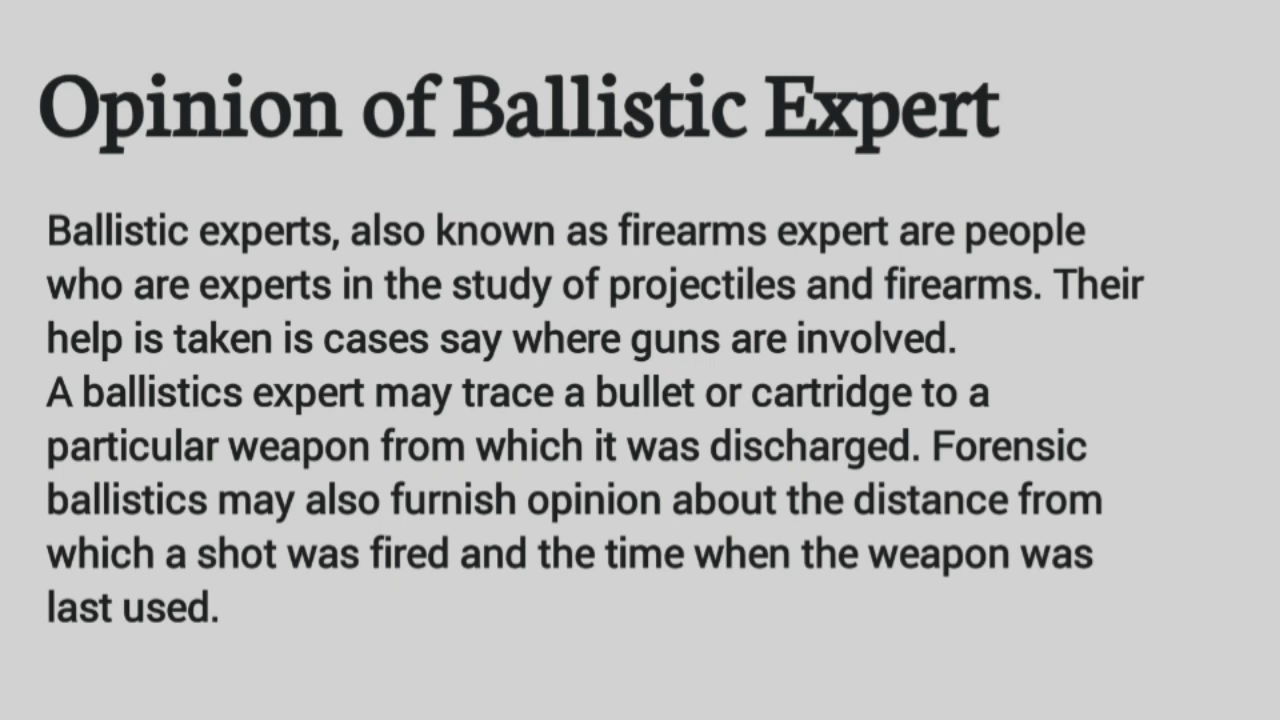 Opinion of Ballistic Expert
Ballistic experts, also known as firearms expert are people
who are experts in the study of projectiles and firearms. Their
help is taken is cases say where guns are involved.
A ballistics expert may trace a bullet or cartridge to a
particular weapon from which it was discharged. Forensic
ballistics may also furnish opinion about the distance from
which a shot was fired and the time when the weapon was
last used.